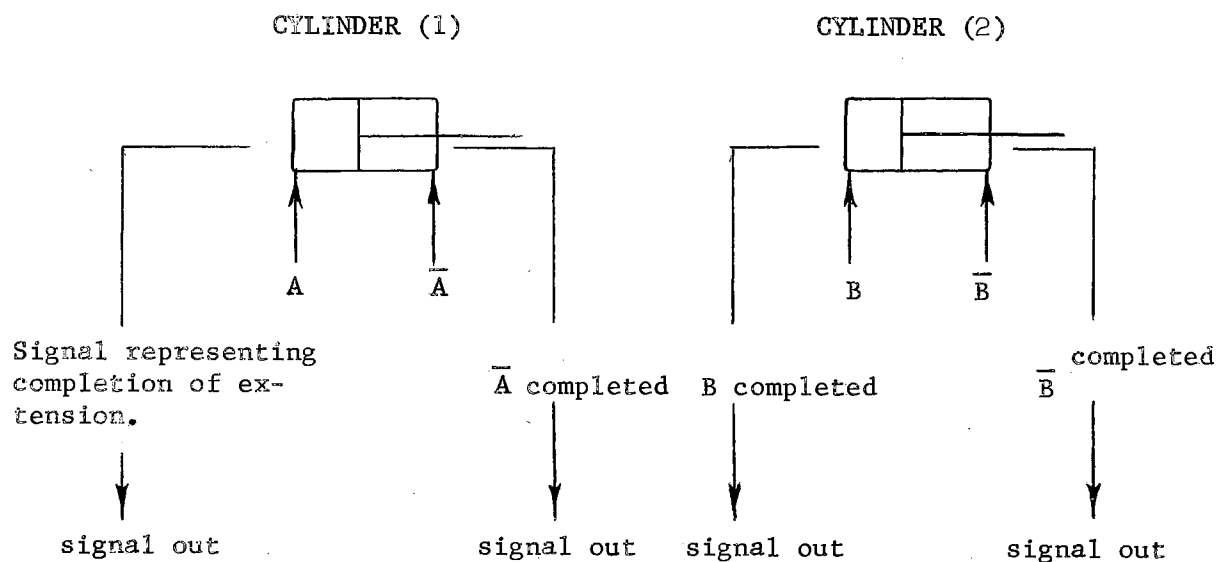 CYLINDER (1)
CYLINDER (2)
A
A̅
B
B̅
Signal representing
completion of ex-
tension.
A̅ completed
B completed
B̅ completed
signal out
signal out
signal out
signal out